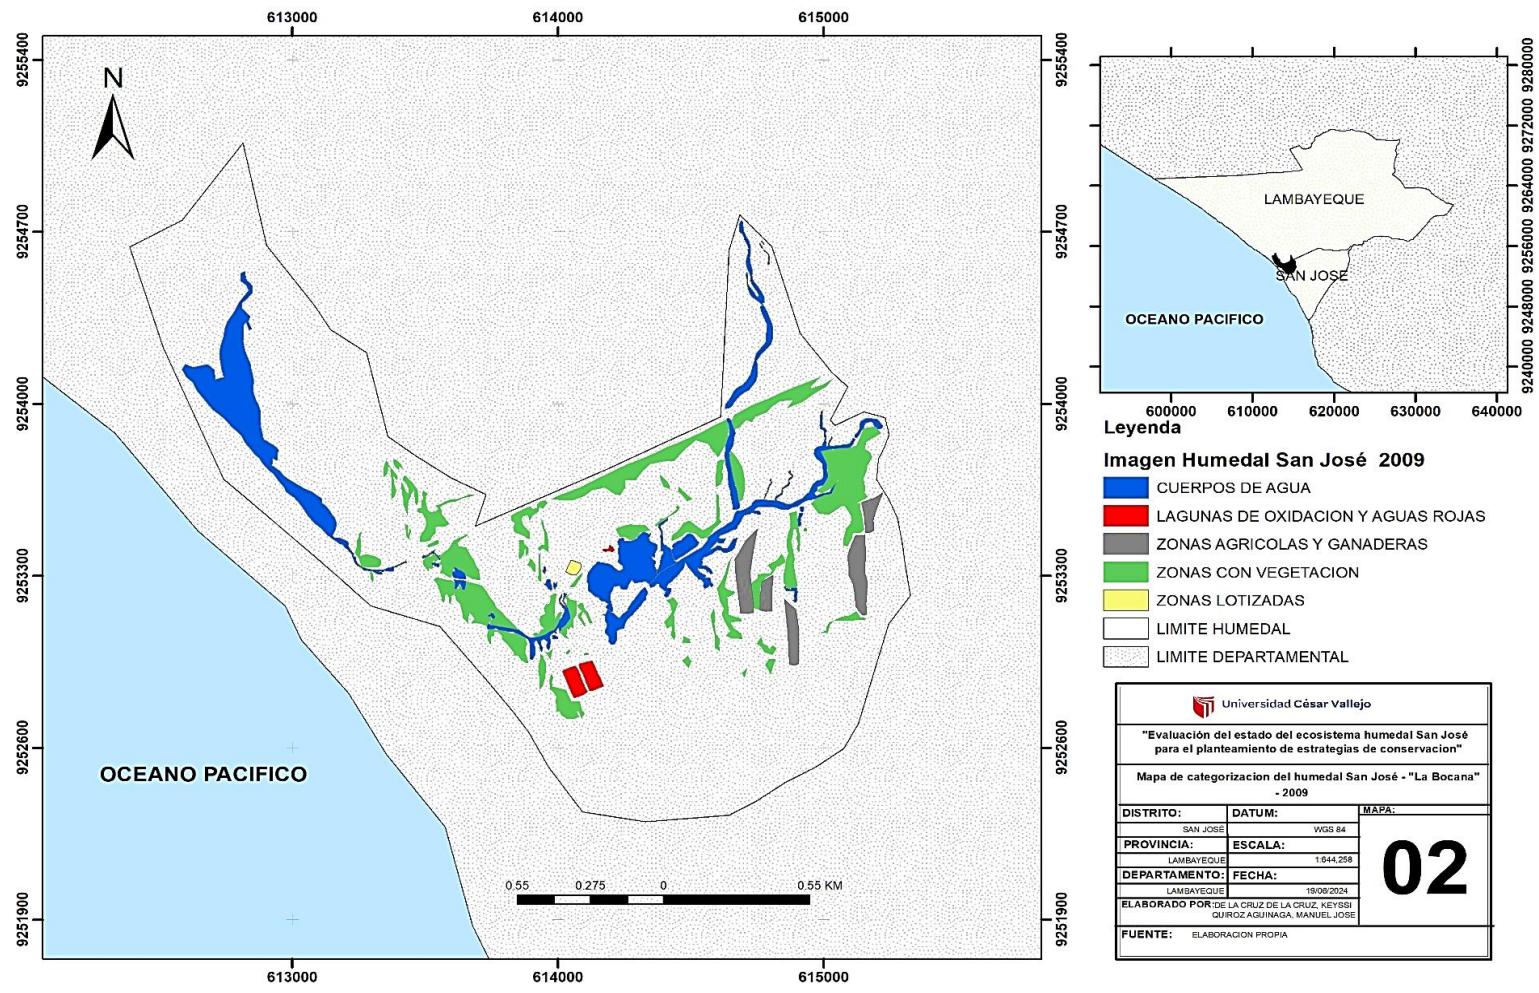 613000
614000
615000
9255400
9254700
9254000
9253300
9252600
9251900
N
OCEANO PACIFICO
0.55
0.275
0
0.55 KM
9255400
9254700
9254000
9253300
9252600
9251900
613000
614000
615000
LAMBAYEQUE
SAN JOSE
OCEANO PACIFICO
9280000
9272000
9264000
9256000
9248000
9240000
600000
610000
620000
630000
640000
Leyenda
Imagen Humedal San José 2009
CUERPOS DE AGUA
LAGUNAS DE OXIDACION Y AGUAS ROJAS
ZONAS AGRICOLAS Y GANADERAS
ZONAS CON VEGETACION
ZONAS LOTIZADAS
LIMITE HUMEDAL
LIMITE DEPARTAMENTAL
Universidad César Vallejo
"Evaluación del estado del ecosistema humedal San José
para el planteamiento de estrategias de conservacion"
Mapa de categorizacion del humedal San José - "La Bocana"
- 2009
DISTRITO:
SAN JOSÉ
DATUM:
WGS 84
MAPA:
02
PROVINCIA:
LAMBAYEQUE
ESCALA:
1:644,258
DEPARTAMENTO:
LAMBAYEQUE
FECHA:
19/06/2024
ELABORADO POR: DE LA CRUZ DE LA CRUZ, KEYSSI
QUIROZ AGUINAGA, MANUEL JOSE
FUENTE: ELABORACION PROPIA